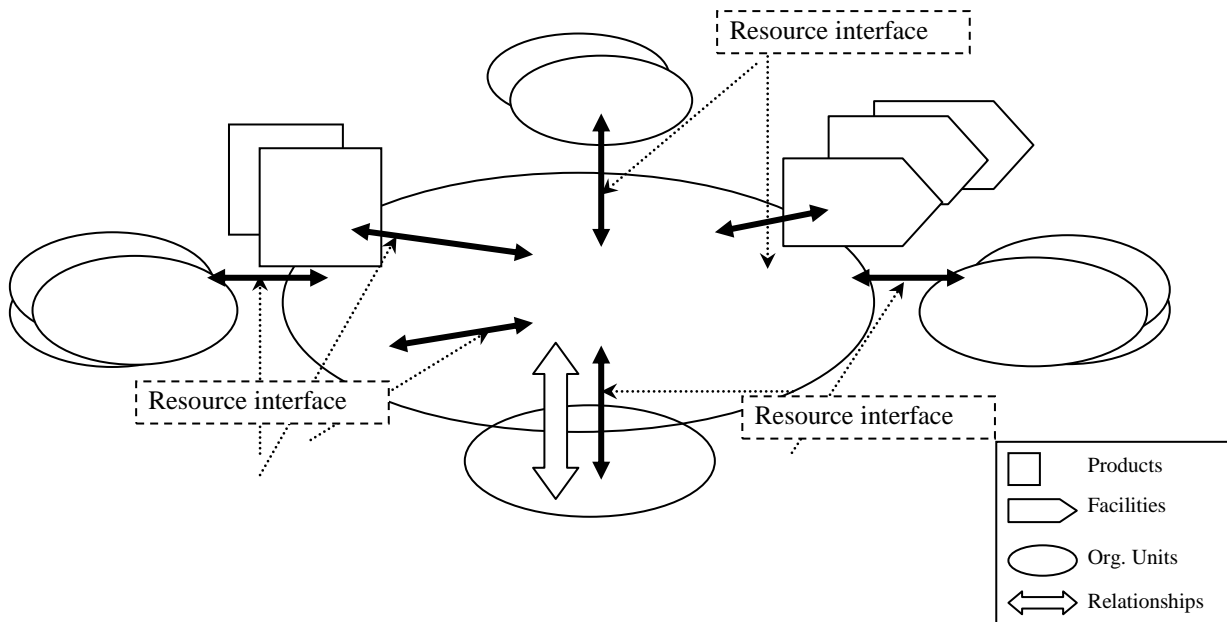 Resource interface
Resource interface
Resource interface
Products
Facilities
Org. Units
Relationships